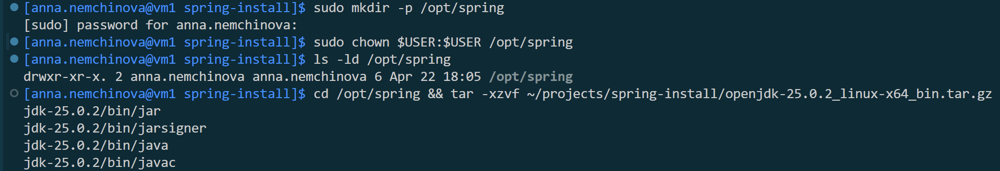 [anna.nemchinova@vm1 spring-install]$ sudo mkdir -p /opt/spring
[sudo] password for anna.nemchinova:
[anna.nemchinova@vm1 spring-install]$ sudo chown $USER:$USER /opt/spring
[anna.nemchinova@vm1 spring-install]$ ls -ld /opt/spring
drwxr-xr-x. 2 anna.nemchinova anna.nemchinova 6 Apr 22 18:05 /opt/spring
[anna.nemchinova@vm1 spring-install]$ cd /opt/spring && tar -xzvf ~/projects/spring-install/openjdk-25.0.2_linux-x64_bin.tar.gz
jdk-25.0.2/bin/jar
jdk-25.0.2/bin/jarsigner
jdk-25.0.2/bin/java
jdk-25.0.2/bin/javac